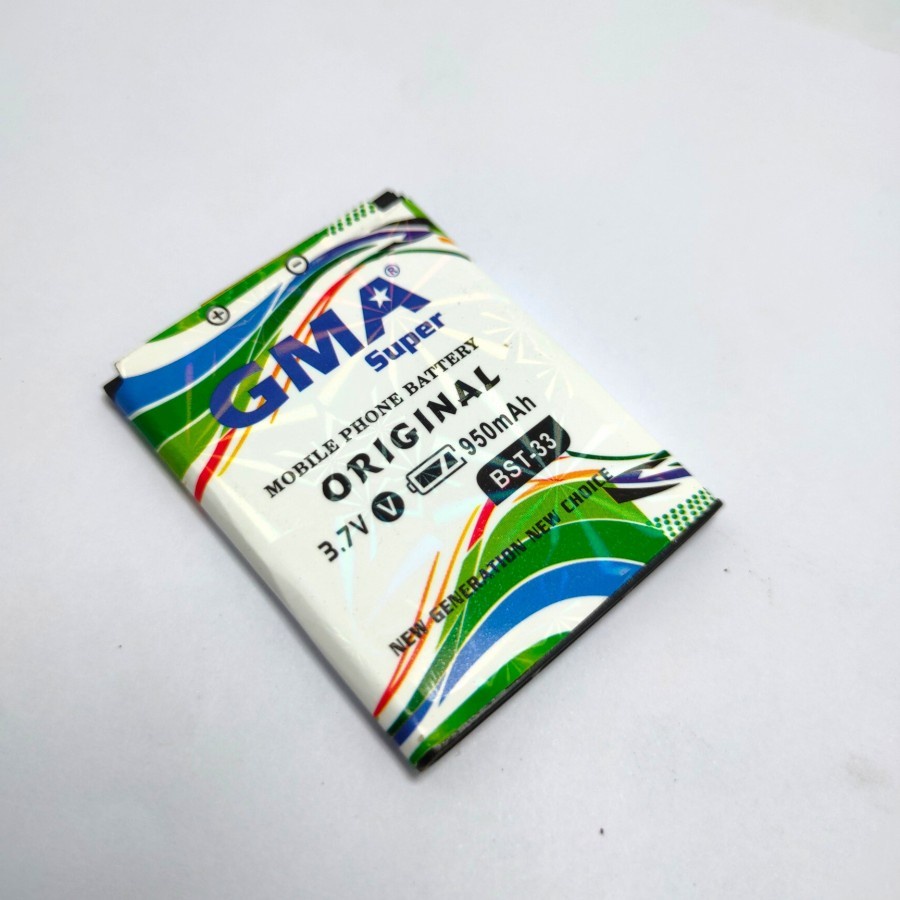 + -
GMA®
Super
MOBILE PHONE BATTERY
ORIGINAL
3.7V V 950mAh
BST-33
NEW GENERATION NEW CHOICE